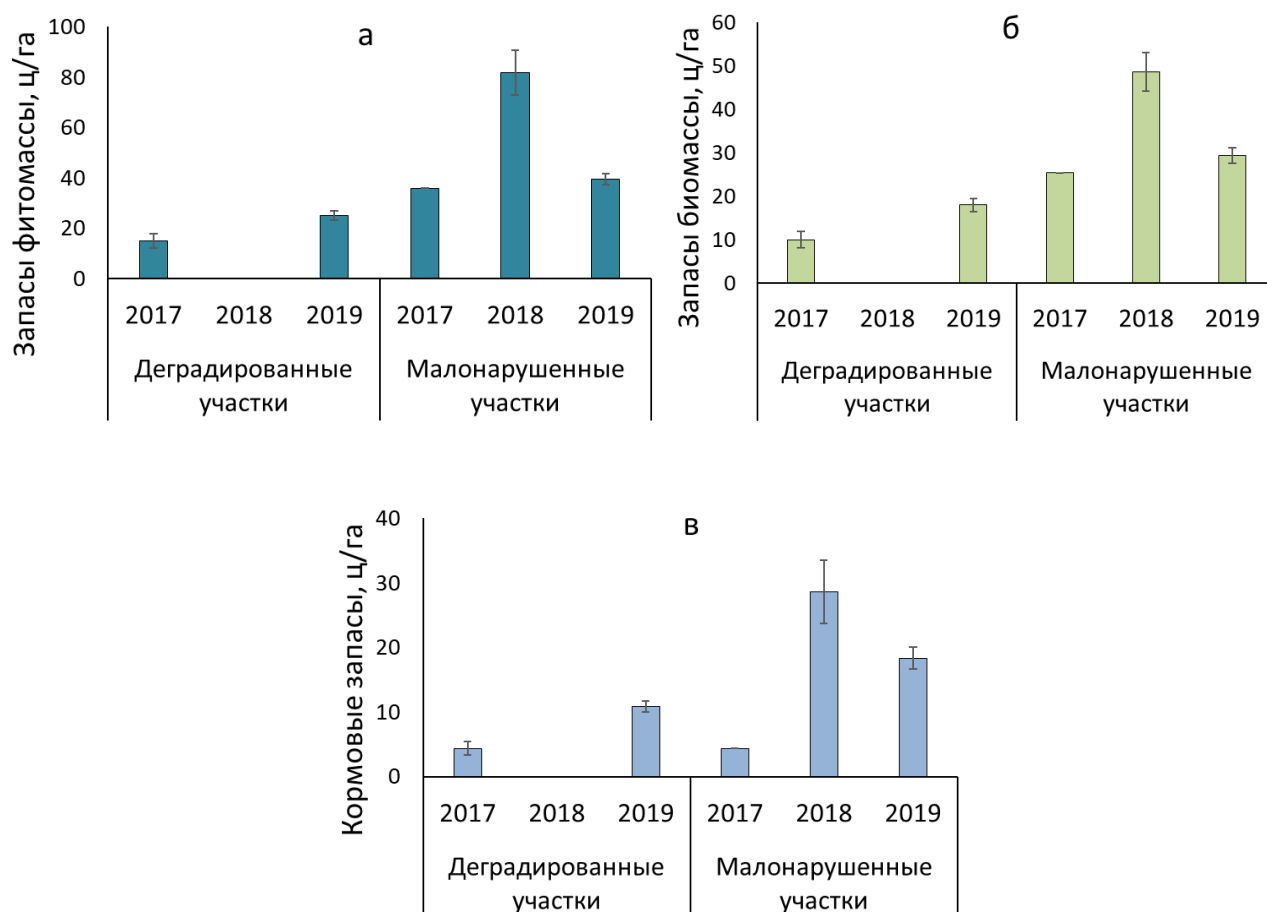 а
Запасы фитомассы, ц/га
100
80
60
40
20
0
2017 2018 2019 2017 2018 2019
Деградированные участки
Малонарушенные участки
б
Запасы биомассы, ц/га
60
50
40
30
20
10
0
2017 2018 2019 2017 2018 2019
Деградированные участки
Малонарушенные участки
в
Кормовые запасы, ц/га
40
30
20
10
0
2017 2018 2019 2017 2018 2019
Деградированные участки
Малонарушенные участки